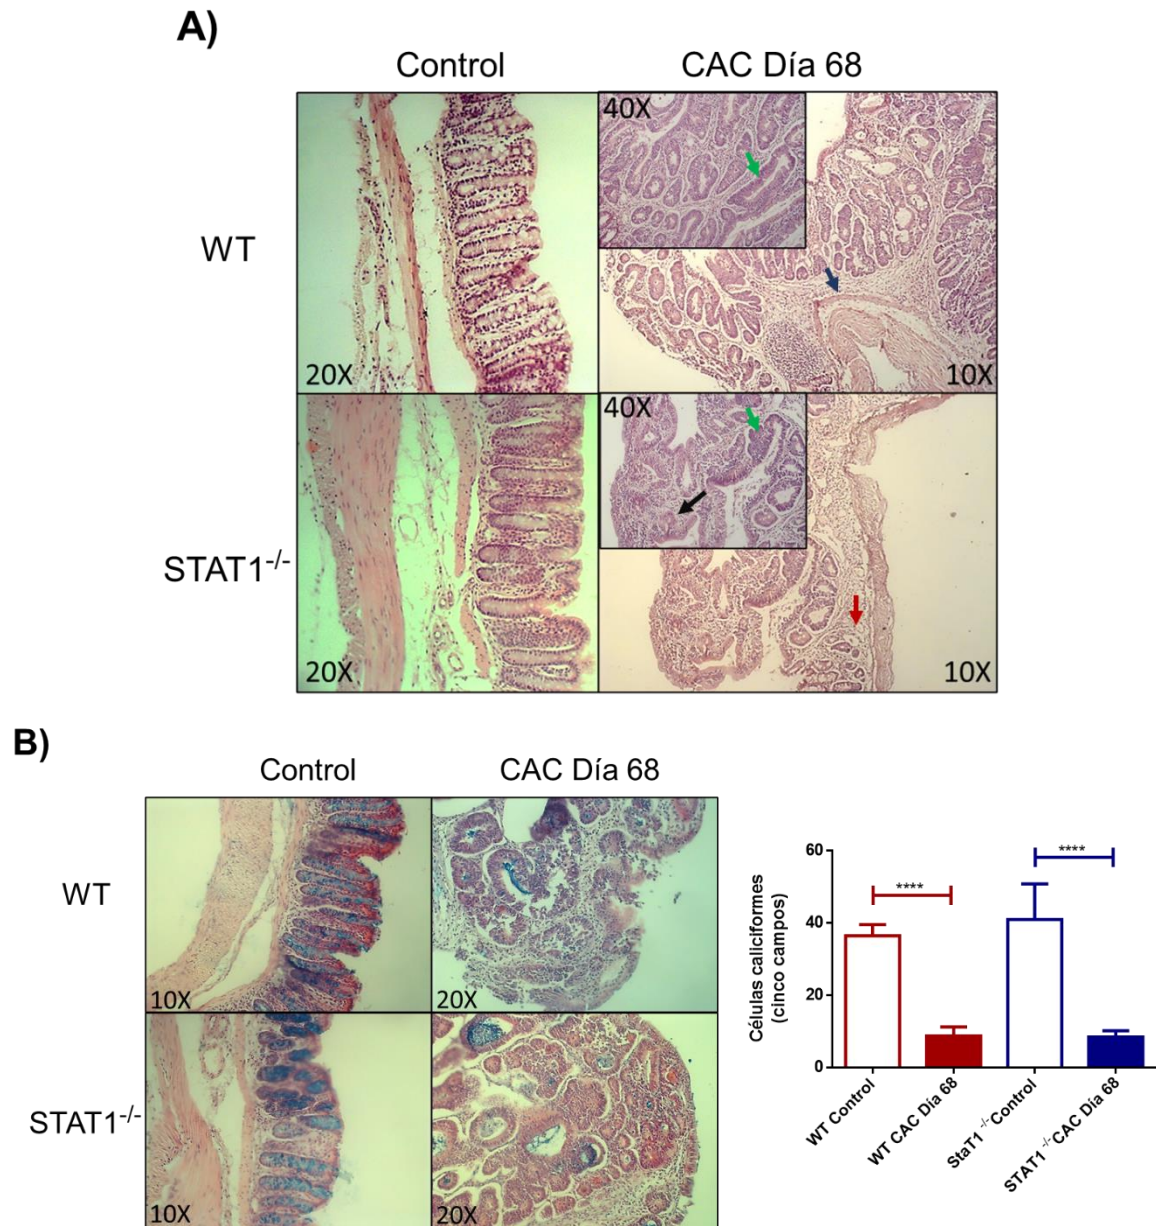 A)
Control
CAC Día 68
WT
40X
20X
10X
STAT1-/-
40X
20X
10X
B)
Control
CAC Día 68
WT
10X
20X
STAT1-/-
10X
20X
Células caliciformes
(cinco campos)
60
40
20
0
****
****
WT Control
WT CAC Día 68
StaT1 -/- Control
STAT1 -/- CAC Día 68